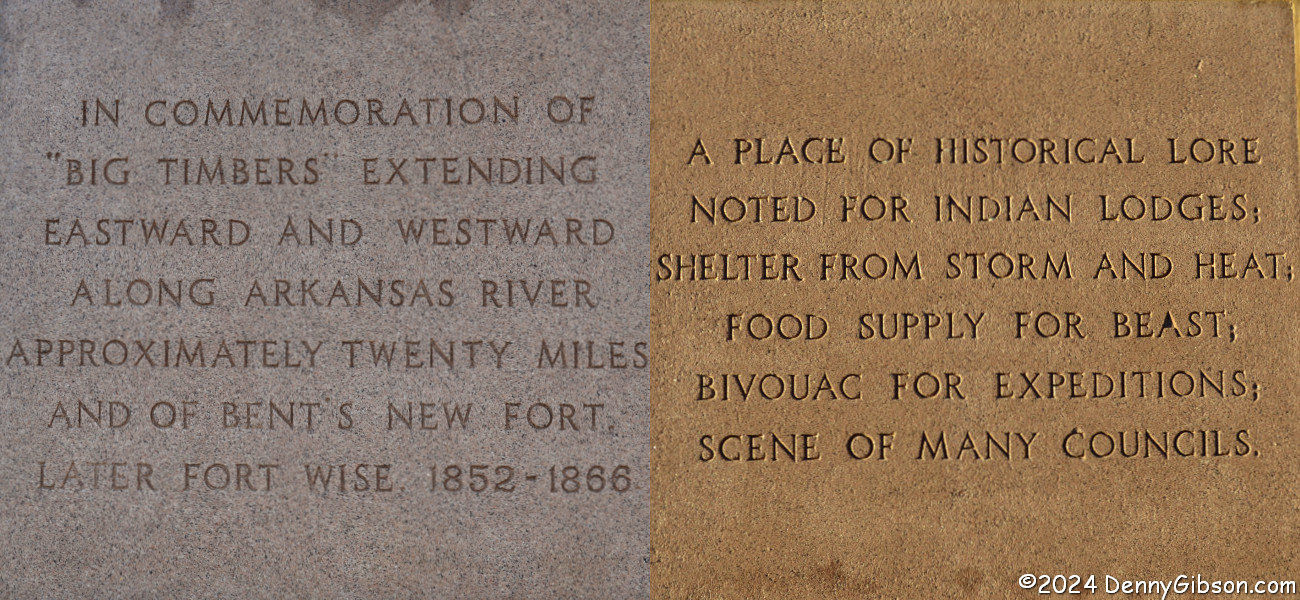 IN COMMEMORATION OF
"BIG TIMBERS" EXTENDING
EASTWARD AND WESTWARD
ALONG ARKANSAS RIVER
APPROXIMATELY TWENTY MILES
AND OF BENT'S NEW FORT,
LATER FORT WISE, 1852-1866
A PLACE OF HISTORICAL LORE
NOTED FOR INDIAN LODGES;
SHELTER FROM STORM AND HEAT;
FOOD SUPPLY FOR BEAST;
BIVOUAC FOR EXPEDITIONS;
SCENE OF MANY COUNCILS.
©2024 DennyGibson.com